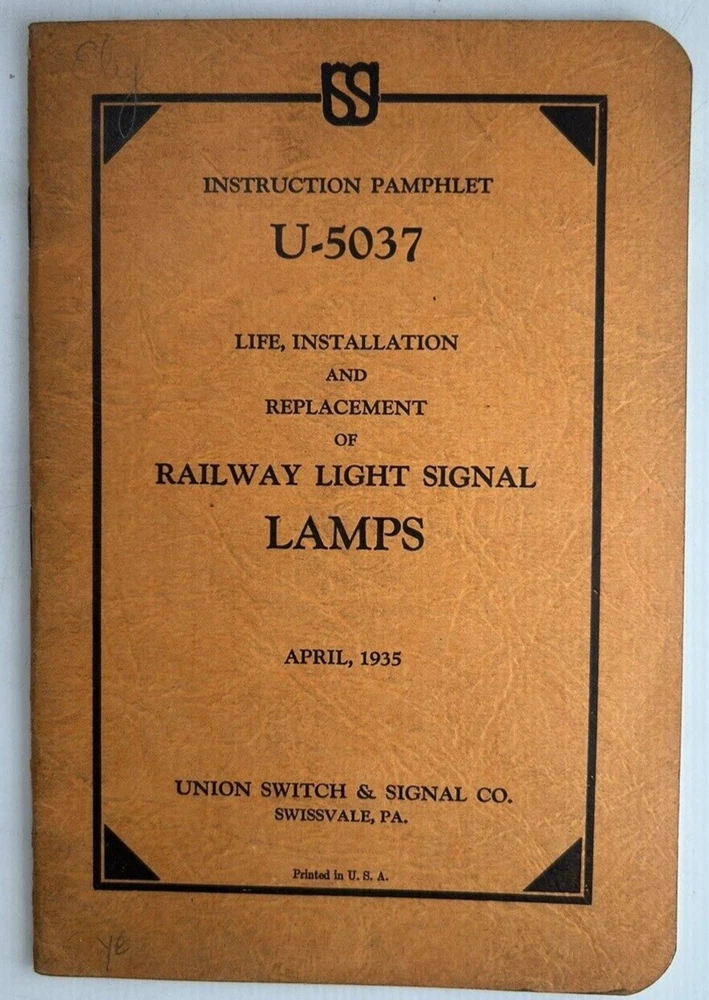 USS
INSTRUCTION PAMPHLET
U-5037
LIFE, INSTALLATION
AND
REPLACEMENT
OF
RAILWAY LIGHT SIGNAL
LAMPS
APRIL, 1935
UNION SWITCH & SIGNAL CO.
SWISSVALE, PA.
Printed in U. S. A.